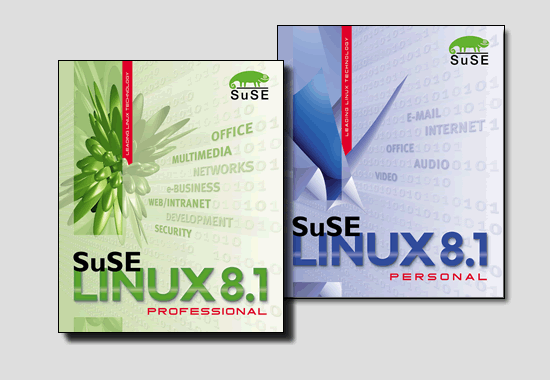 LEADING LINUX TECHNOLOGY
SuSE
OFFICE
MULTIMEDIA
NETWORKS
e-BUSINESS
WEB/INTRANET
DEVELOPMENT
SECURITY
SuSE
LINUX 8.1
PROFESSIONAL
LEADING LINUX TECHNOLOGY
SuSE
E-MAIL
INTERNET
OFFICE
AUDIO
VIDEO
SuSE
LINUX 8.1
PERSONAL